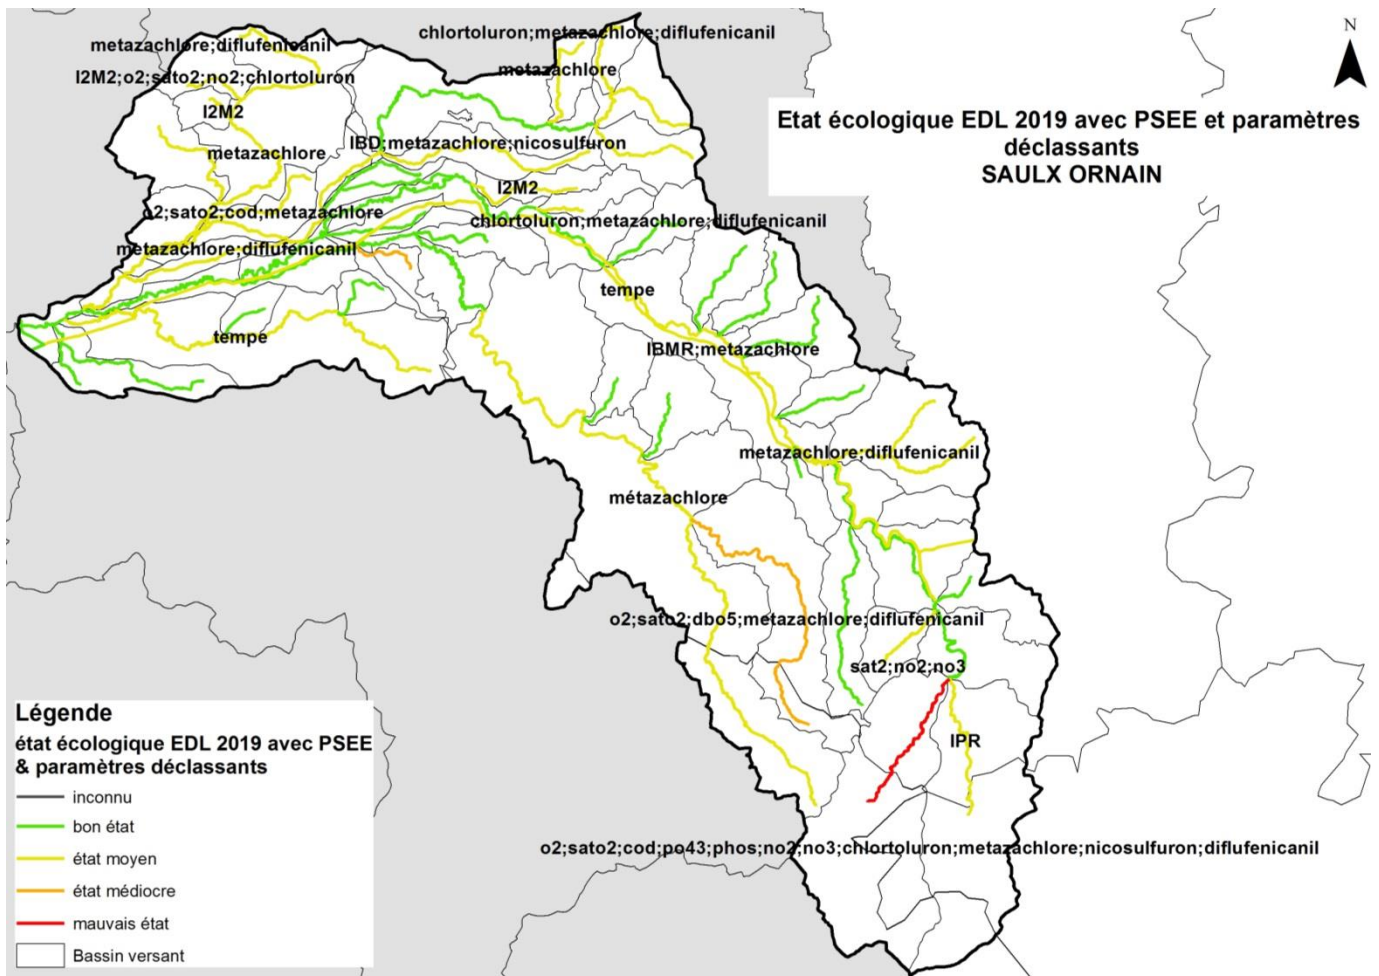 N
Etat écologique EDL 2019 avec PSEE et paramètres
déclassants
SAULX ORNAIN
chlortoluron;metazachlore;diflufenicanil
metazachlore;diflufenicanil
metazachlore
I2M2;o2;sato2;no2;chlortoluron
I2M2
IBD;metazachlore;nicosulfuron
metazachlore
I2M2
o2;sato2;cod;metazachlore
chlortoluron;metazachlore;diflufenicanil
metazachlore;diflufenicanil
tempe
tempe
IBMR;metazachlore
metazachlore;diflufenicanil
métazachlore
o2;sato2;dbo5;metazachlore;diflufenicanil
sat2;no2;no3
IPR
o2;sato2;cod;po43;phos;no2;no3;chlortoluron;metazachlore;nicosulfuron;diflufenicanil
Légende
état écologique EDL 2019 avec PSEE
& paramètres déclassants
inconnu
bon état
état moyen
état médiocre
mauvais état
Bassin versant